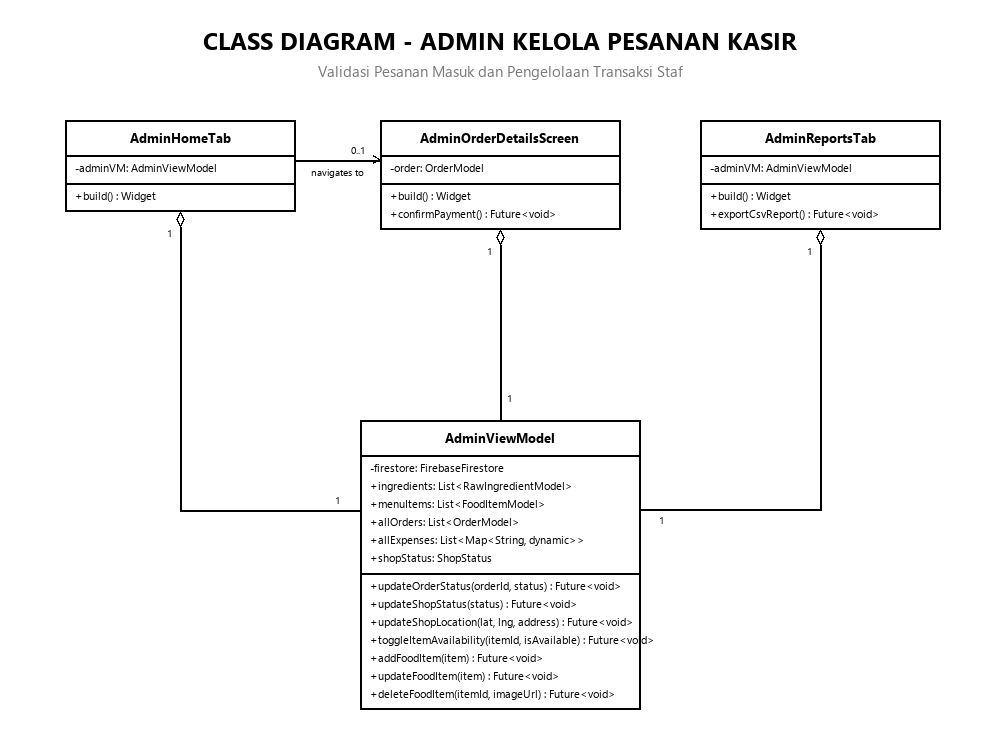 CLASS DIAGRAM - ADMIN KELOLA PESANAN KASIR
Validasi Pesanan Masuk dan Pengelolaan Transaksi Staf
AdminHomeTab
-adminVM: AdminViewModel
+build() : Widget
0..1
navigates to
AdminOrderDetailsScreen
-order: OrderModel
+build() : Widget
+confirmPayment() : Future<void>
AdminReportsTab
-adminVM: AdminViewModel
+build() : Widget
+exportCsvReport() : Future<void>
1
1
1
1
1
1
AdminViewModel
-firestore: FirebaseFirestore
+ingredients: List<RawIngredientModel>
+menuItems: List<FoodItemModel>
+allOrders: List<OrderModel>
+allExpenses: List<Map<String, dynamic>>
+shopStatus: ShopStatus
+updateOrderStatus(orderId, status) : Future<void>
+updateShopStatus(status) : Future<void>
+updateShopLocation(lat, lng, address) : Future<void>
+toggleItemAvailability(itemId, isAvailable) : Future<void>
+addFoodItem(item) : Future<void>
+updateFoodItem(item) : Future<void>
+deleteFoodItem(itemId, imageUrl) : Future<void>